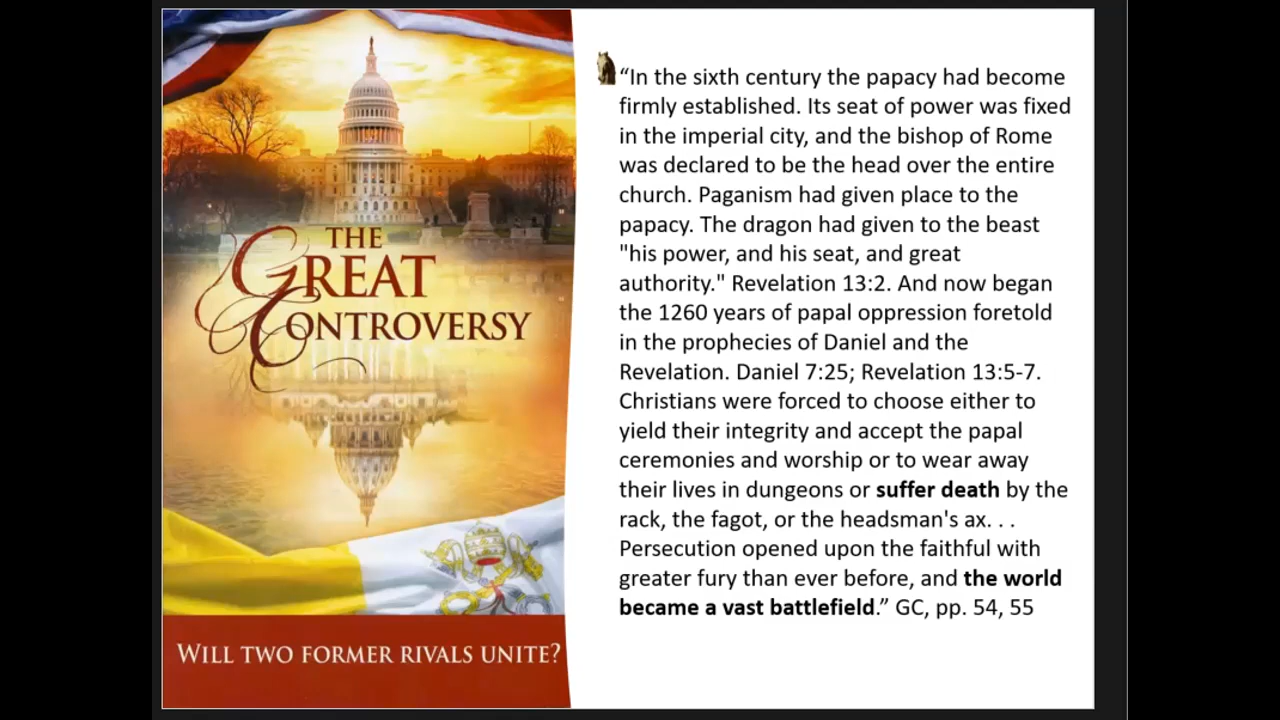 THE
GREAT
CONTROVERSY
WILL TWO FORMER RIVALS UNITE?
“In the sixth century the papacy had become
firmly established. Its seat of power was fixed
in the imperial city, and the bishop of Rome
was declared to be the head over the entire
church. Paganism had given place to the
papacy. The dragon had given to the beast
"his power, and his seat, and great
authority." Revelation 13:2. And now began
the 1260 years of papal oppression foretold
in the prophecies of Daniel and the
Revelation. Daniel 7:25; Revelation 13:5-7.
Christians were forced to choose either to
yield their integrity and accept the papal
ceremonies and worship or to wear away
their lives in dungeons or suffer death by the
rack, the fagot, or the headsman's ax. . .
Persecution opened upon the faithful with
greater fury than ever before, and the world
became a vast battlefield.” GC, pp. 54, 55